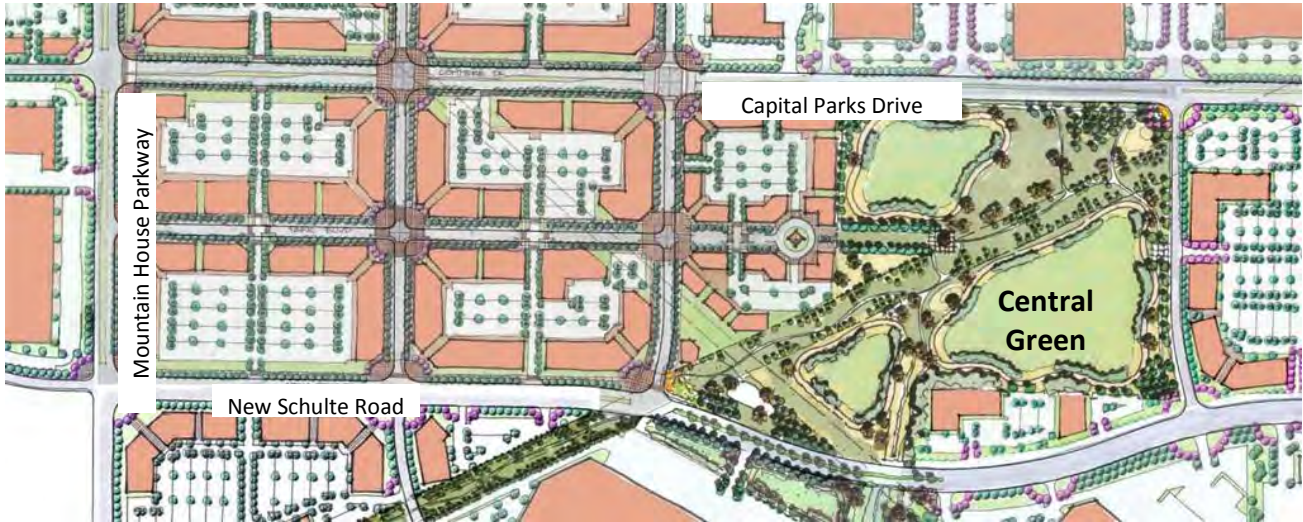 Capital Parks Drive
Mountain House Parkway
Central
Green
New Schulte Road